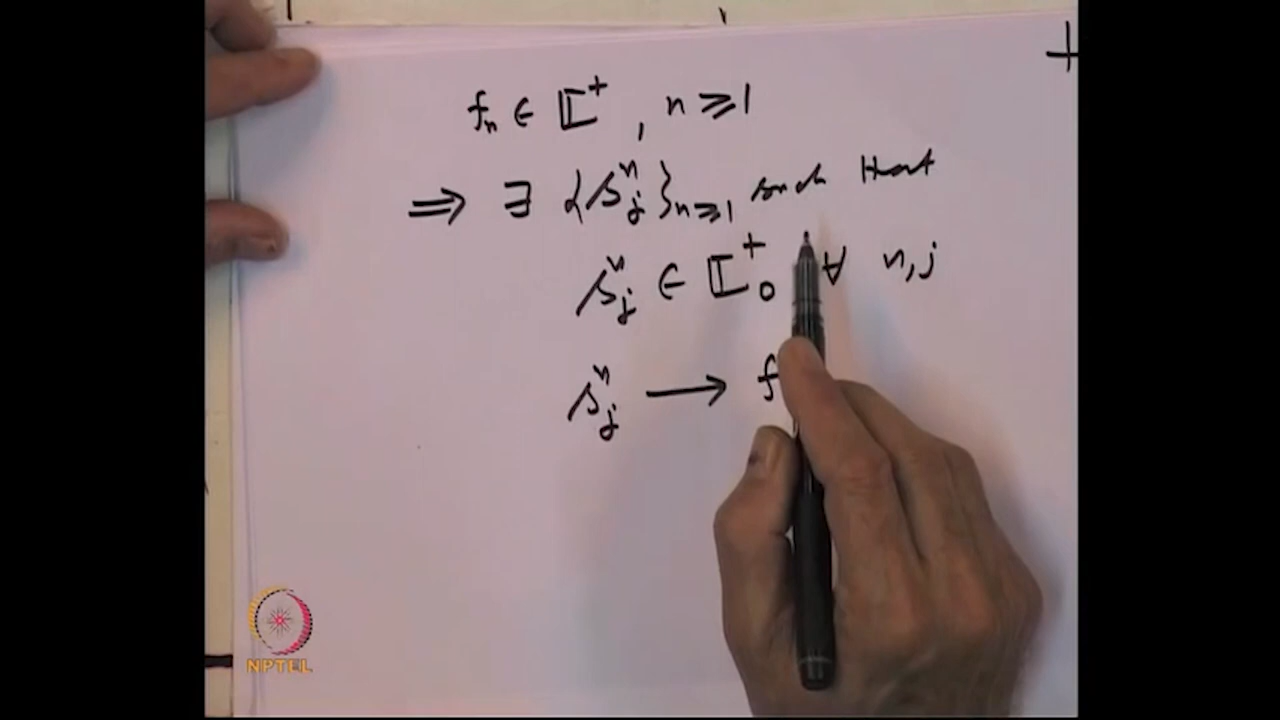 fₙ ∈ 𝕃⁺, n ≥ 1
⇒ ∃ {sⱼⁿ}ₙ≥₁ such that
sⱼⁿ ∈ 𝕃₀⁺ ∀ n,j
sⱼⁿ ⟶ f
NPTEL